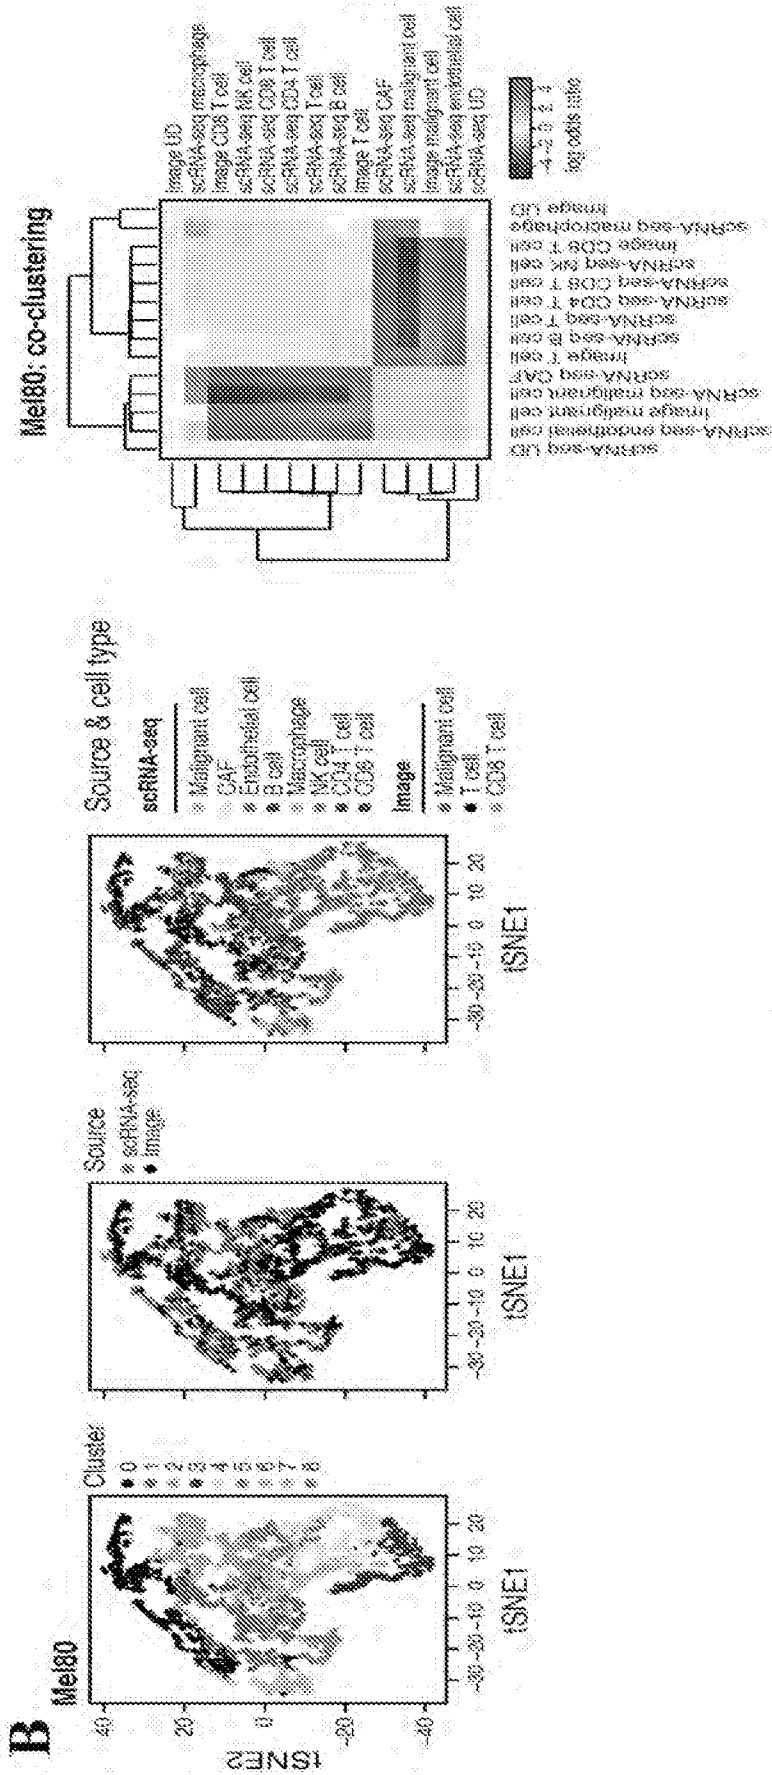 B
Mel80
tSNE2
40
20
0
-20
-40
-30 -20 -10 0 10 20
tSNE1
Cluster
0
1
2
3
4
5
6
7
8
-30 -20 -10 0 10 20
tSNE1
Source
scRNA-seq
Image
-30 -20 -10 0 10 20
tSNE1
Source & cell type
scRNA-seq
Malignant cell
CAF
Endothelial cell
B cell
Macrophage
NK cell
CD4 T cell
CD8 T cell
Image
Malignant cell
T cell
CD8 T cell
Mel80: co-clustering
Image UD
scRNA-seq macrophage
Image CD8 T cell
scRNA-seq NK cell
scRNA-seq CD8 T cell
scRNA-seq CD4 T cell
scRNA-seq T cell
scRNA-seq B cell
Image T cell
scRNA-seq CAF
scRNA-seq malignant cell
Image malignant cell
scRNA-seq endothelial cell
scRNA-seq UD
scRNA-seq UD
scRNA-seq endothelial cell
Image malignant cell
scRNA-seq malignant cell
scRNA-seq CAF
Image T cell
scRNA-seq B cell
scRNA-seq T cell
scRNA-seq CD4 T cell
scRNA-seq CD8 T cell
scRNA-seq NK cell
Image CD8 T cell
scRNA-seq macrophage
Image UD
-4 -2 0 2 4
log odds ratio